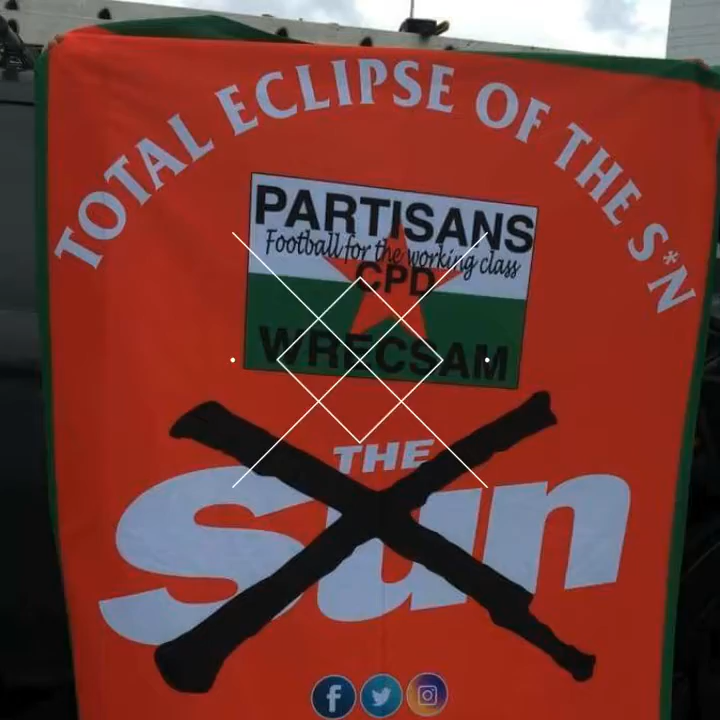 TOTAL ECLIPSE OF THE S*N
PARTISANS
Football for the working class
CPD
WRECSAM
THE
Sun